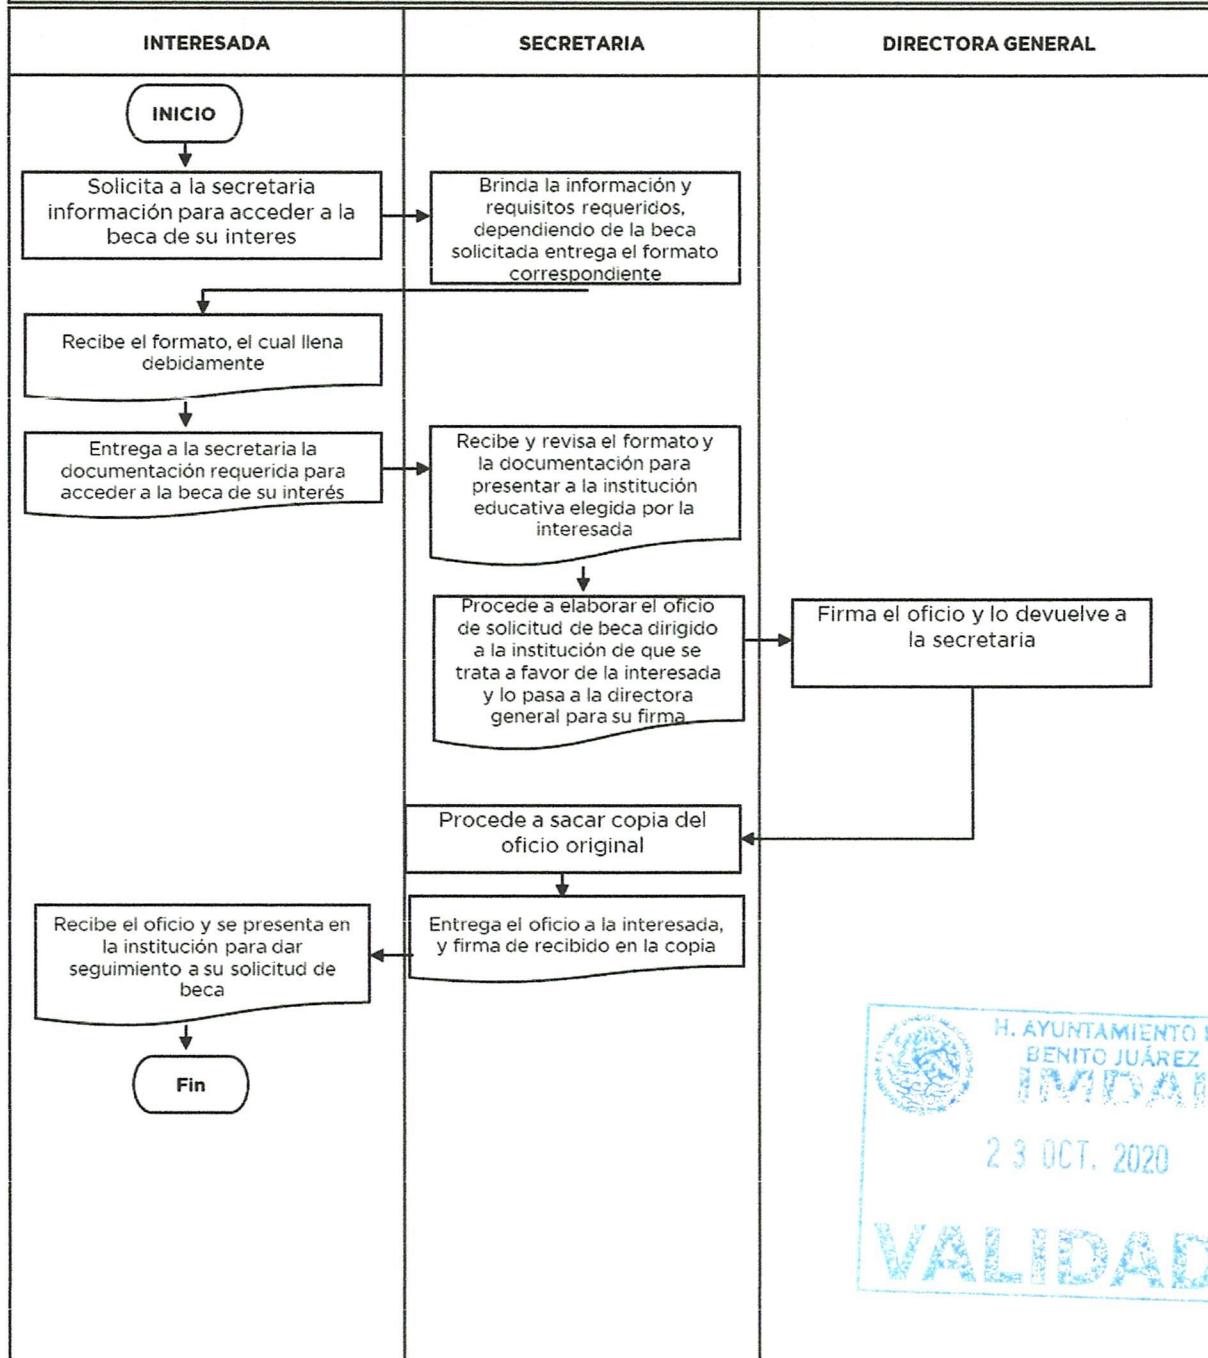 INTERESADA
SECRETARIA
DIRECTORA GENERAL
INICIO
Solicita a la secretaria
información para acceder a la
beca de su interes
Brinda la información y
requisitos requeridos,
dependiendo de la beca
solicitada entrega el formato
correspondiente
Recibe el formato, el cual llena
debidamente
Entrega a la secretaria la
documentación requerida para
acceder a la beca de su interés
Recibe y revisa el formato y
la documentación para
presentar a la institución
educativa elegida por la
interesada
Procede a elaborar el oficio
de solicitud de beca dirigido
a la institución de que se
trata a favor de la interesada
y lo pasa a la directora
general para su firma
Firma el oficio y lo devuelve a
la secretaria
Procede a sacar copia del
oficio original
Entrega el oficio a la interesada,
y firma de recibido en la copia
Recibe el oficio y se presenta en
la institución para dar
seguimiento a su solicitud de
beca
Fin
H. AYUNTAMIENTO
BENITO JUÁREZ
IMDAI
23 OCT. 2020
VALIDAD